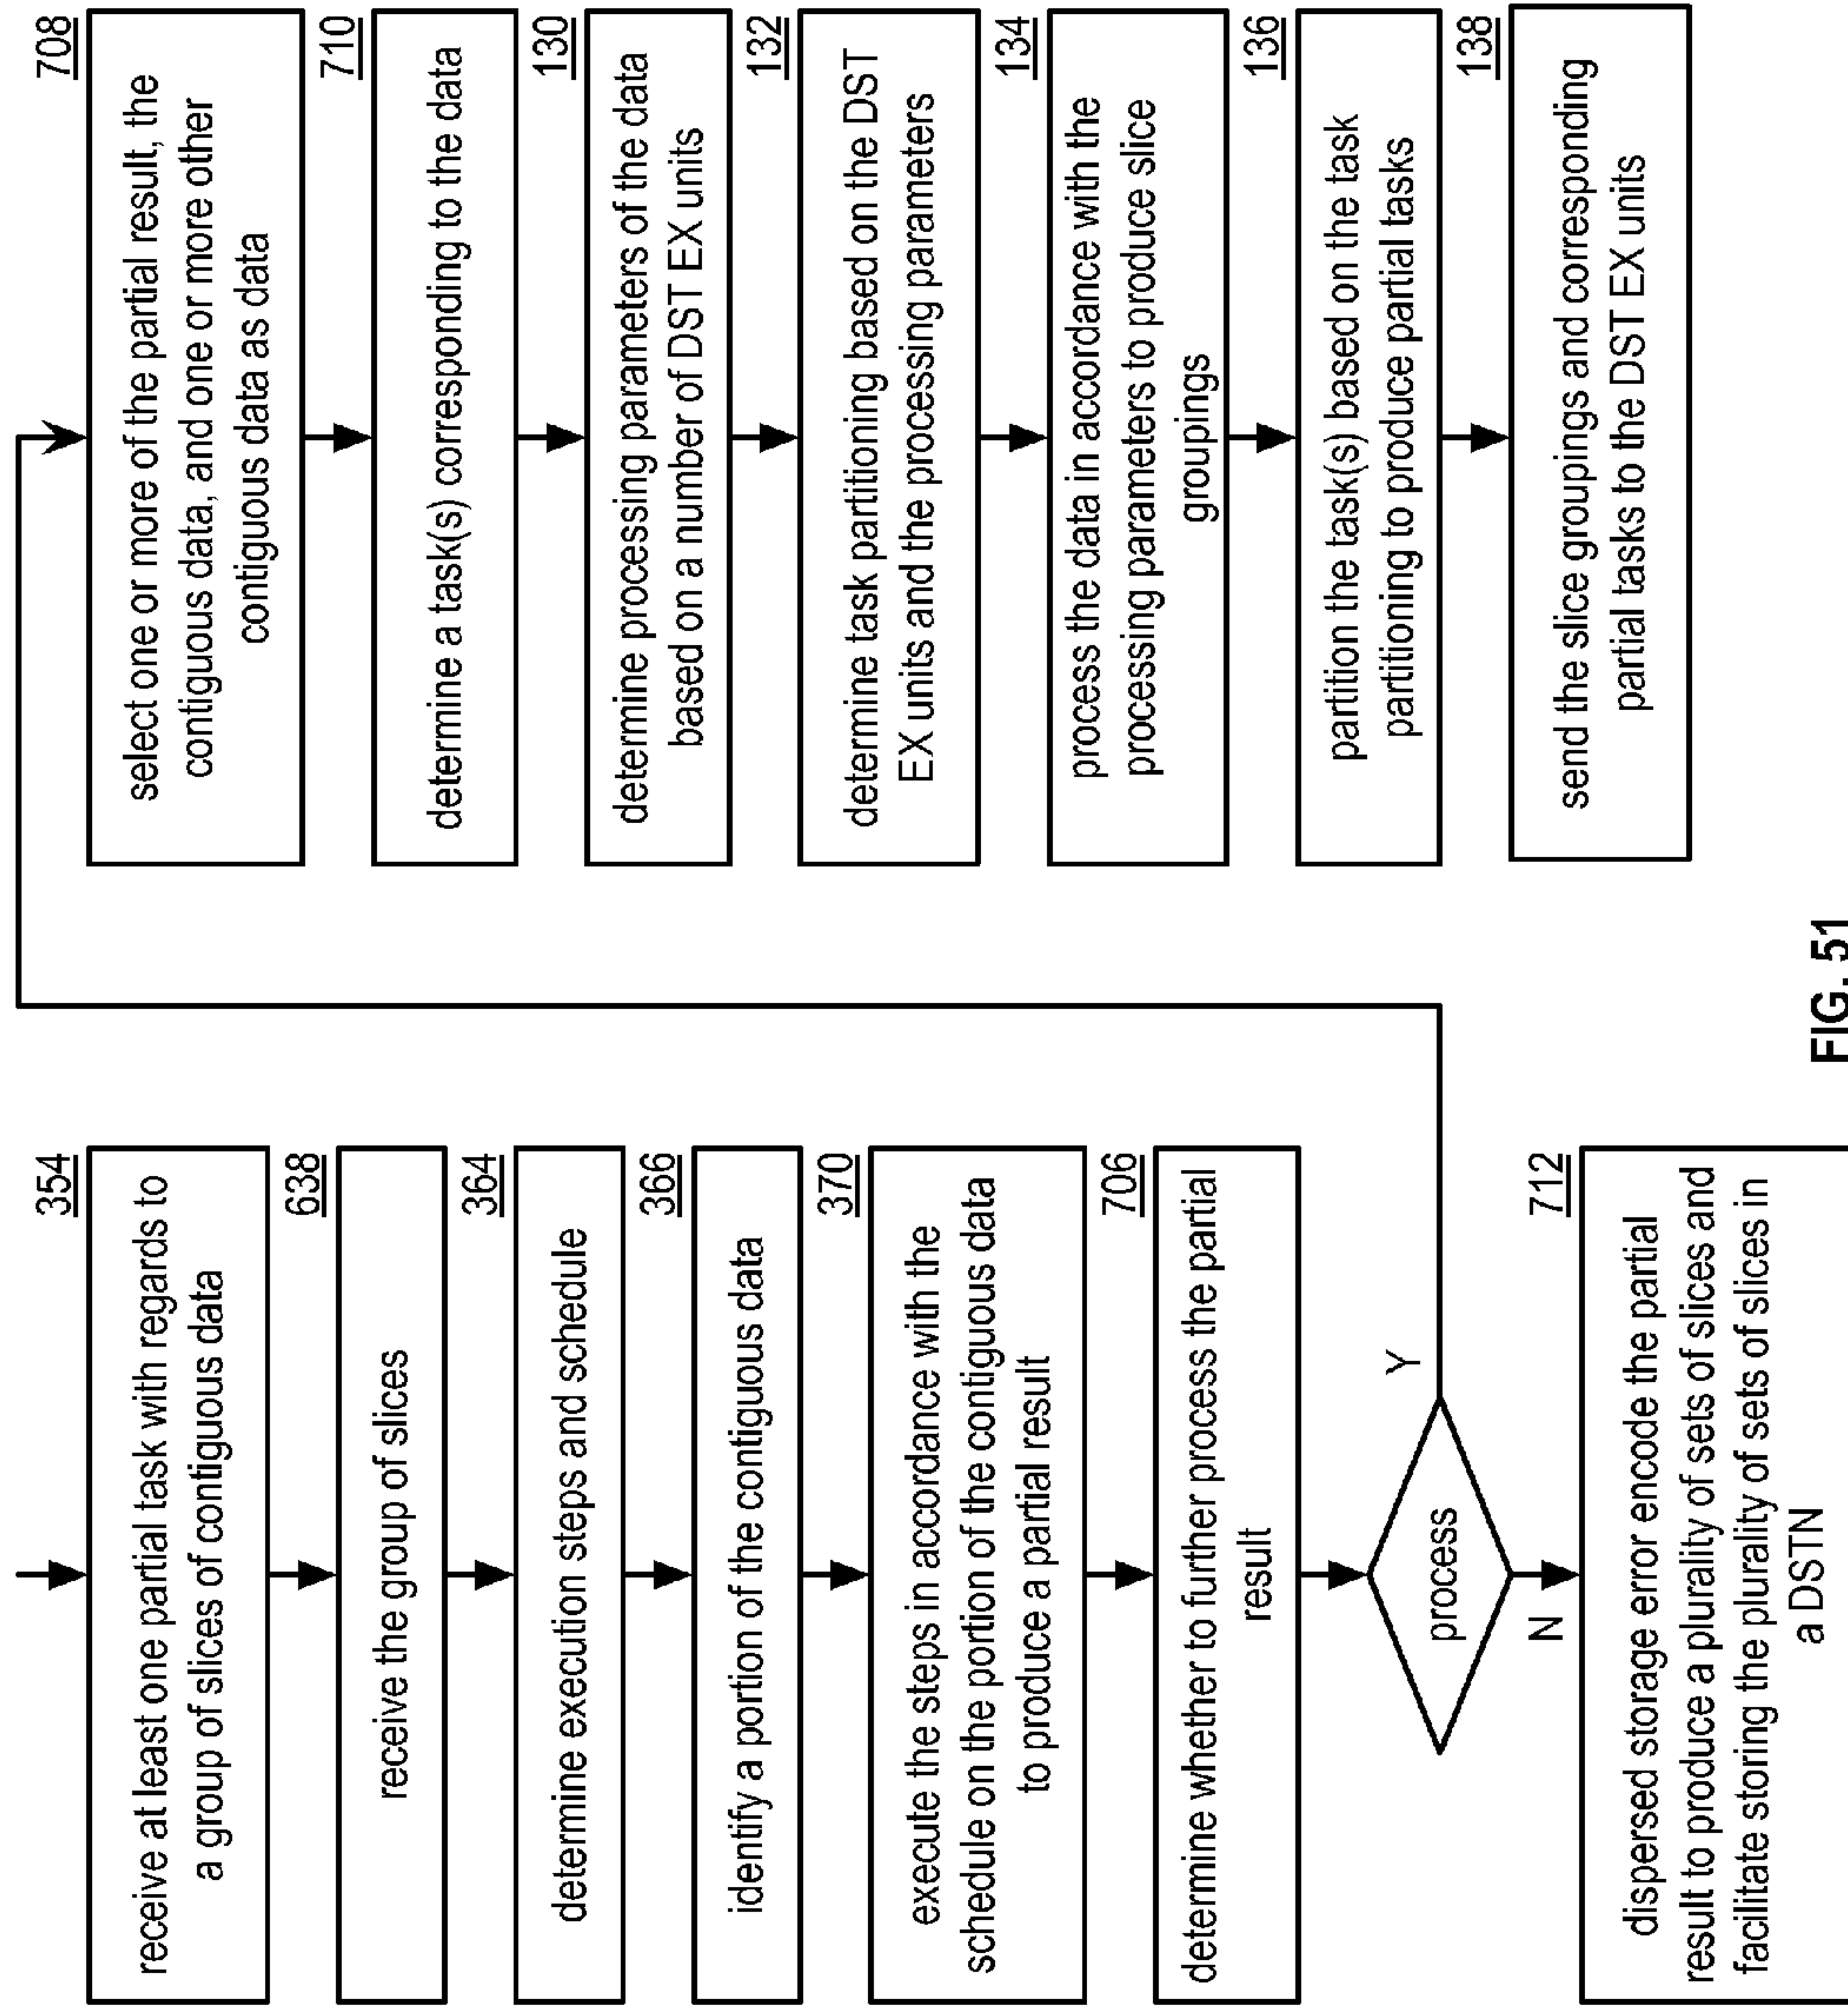 354
receive at least one partial task with regards to
a group of slices of contiguous data
638
receive the group of slices
364
determine execution steps and schedule
366
identify a portion of the contiguous data
370
execute the steps in accordance with the
schedule on the portion of the contiguous data
to produce a partial result
706
determine whether to further process the partial
result
process
Y
N
712
dispersed storage error encode the partial
result to produce a plurality of sets of slices and
facilitate storing the plurality of sets of slices in
a DSTN
708
select one or more of the partial result, the
contiguous data, and one or more other
contiguous data as data
710
determine a task(s) corresponding to the data
130
determine processing parameters of the data
based on a number of DST EX units
132
determine task partitioning based on the DST
EX units and the processing parameters
134
process the data in accordance with the
processing parameters to produce slice
groupings
136
partition the task(s) based on the task
partitioning to produce partial tasks
138
send the slice groupings and corresponding
partial tasks to the DST EX units
FIG. 51